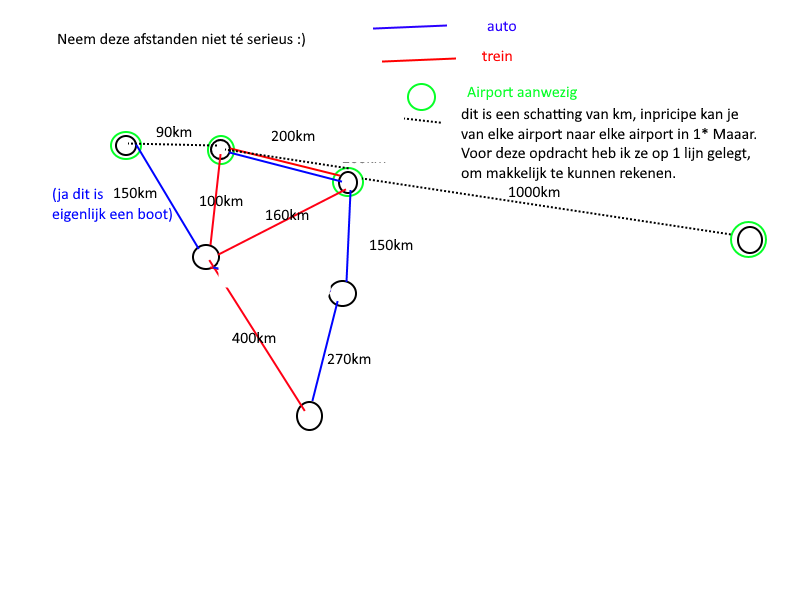 Neem deze afstanden niet té serieus :)
auto
trein
Airport aanwezig
dit is een schatting van km, inpricipe kan je
van elke airport naar elke airport in 1* Maaar.
Voor deze opdracht heb ik ze op 1 lijn gelegt,
om makkelijk te kunnen rekenen.
90km
200km
1000km
(ja dit is
eigenlijk een boot)
150km
100km
160km
150km
400km
270km